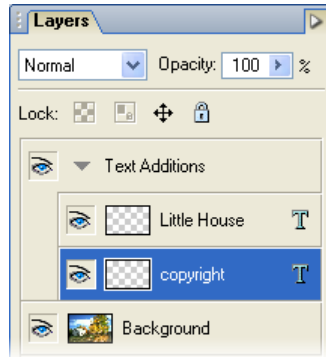 Layers
Normal Opacity: 100 %
Lock:
Text Additions
Little House T
copyright T
Background